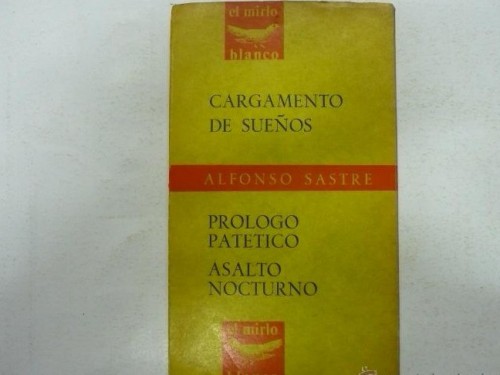 el mirlo
blanco
CARGAMENTO
DE SUEÑOS
ALFONSO SASTRE
PROLOGO
PATETICO
ASALTO
NOCTURNO
el mirlo